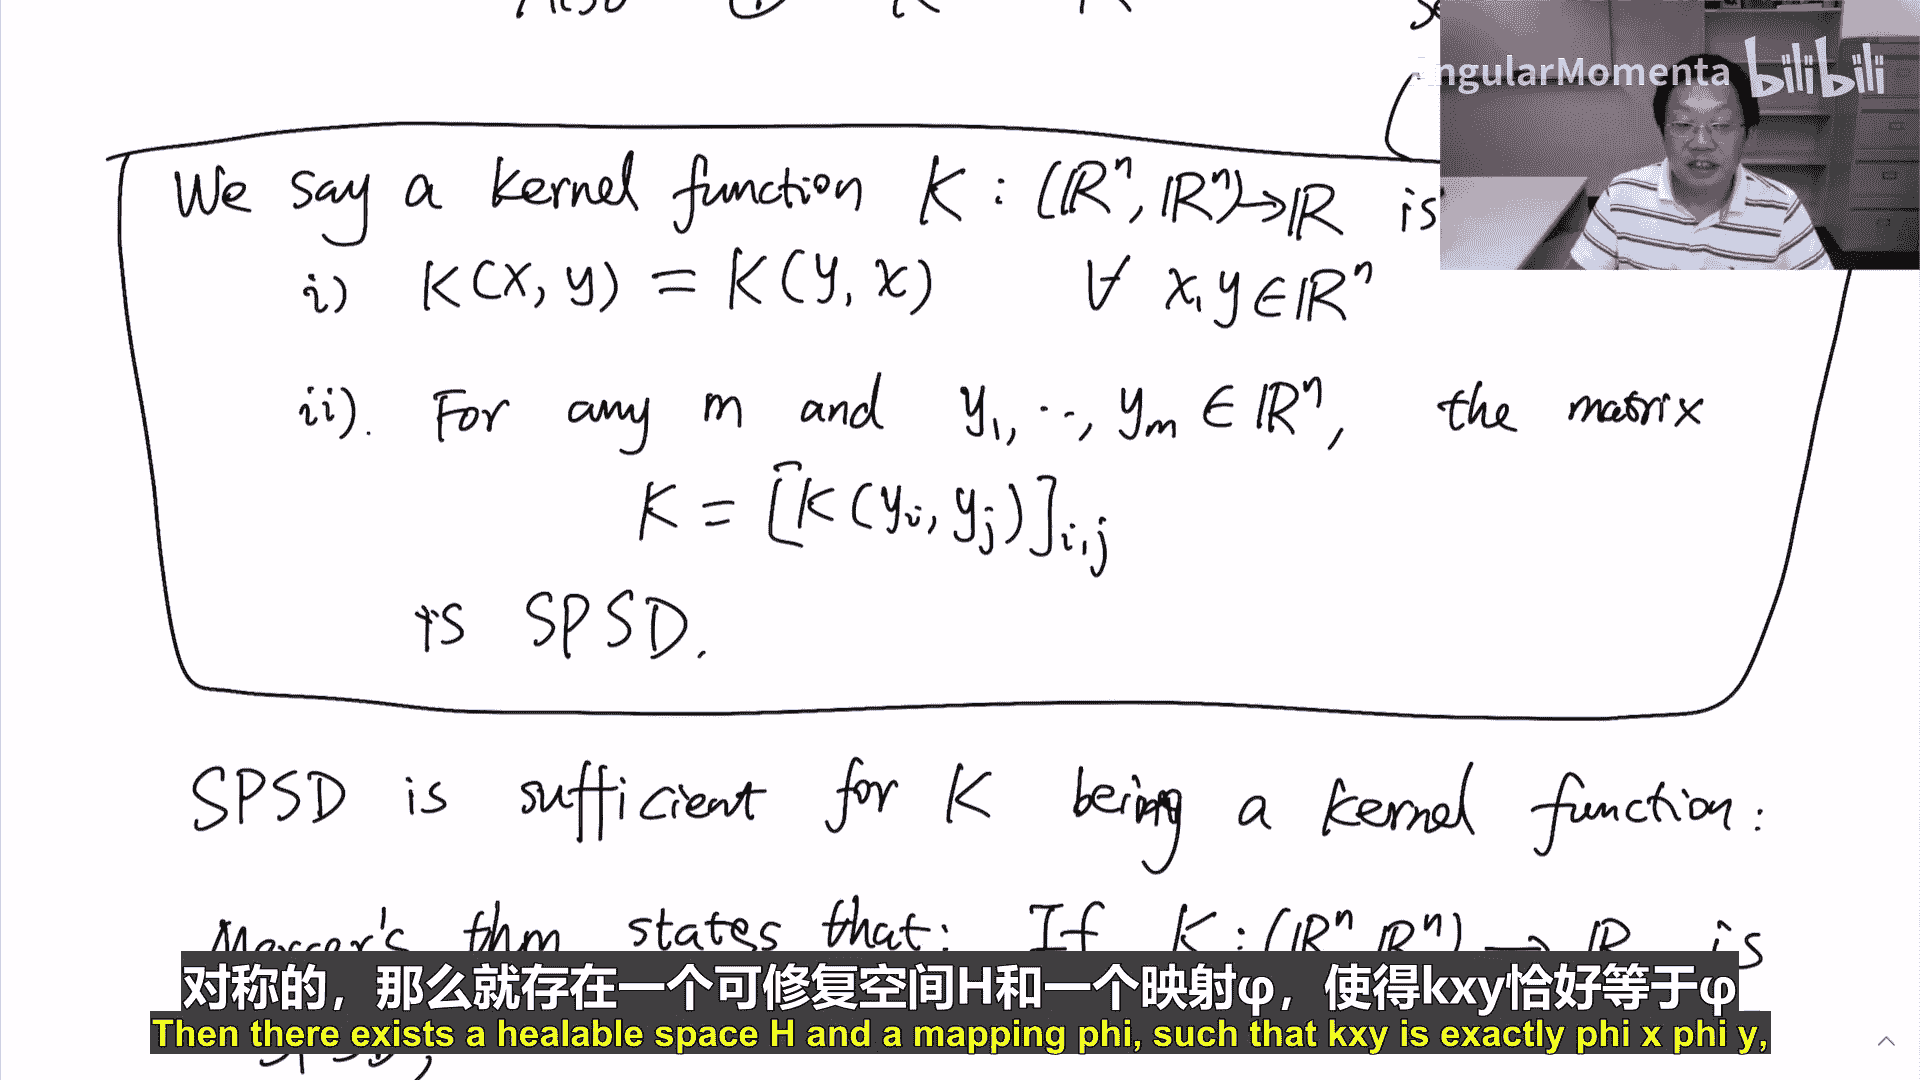 AngularMomenta bilibili
We say a kernel function K : (ℝⁿ, ℝⁿ)→ℝ is
i) K(x, y) = K(y, x) ∀ x, y ∈ ℝⁿ
ii). For any m and y₁, ‥, yₘ ∈ ℝⁿ, the matrix
K = [K(yᵢ, yⱼ)]ᵢ,ⱼ
is SPSD.
SPSD is sufficient for K being a kernel function :
Mercer's thm states that : If K : (ℝⁿ, ℝⁿ) → ℝ is
对称的，那么就存在一个可修复空间H和一个映射φ，使得kxy恰好等于φ
Then there exists a healable space H and a mapping phi, such that kxy is exactly phi x phi y,